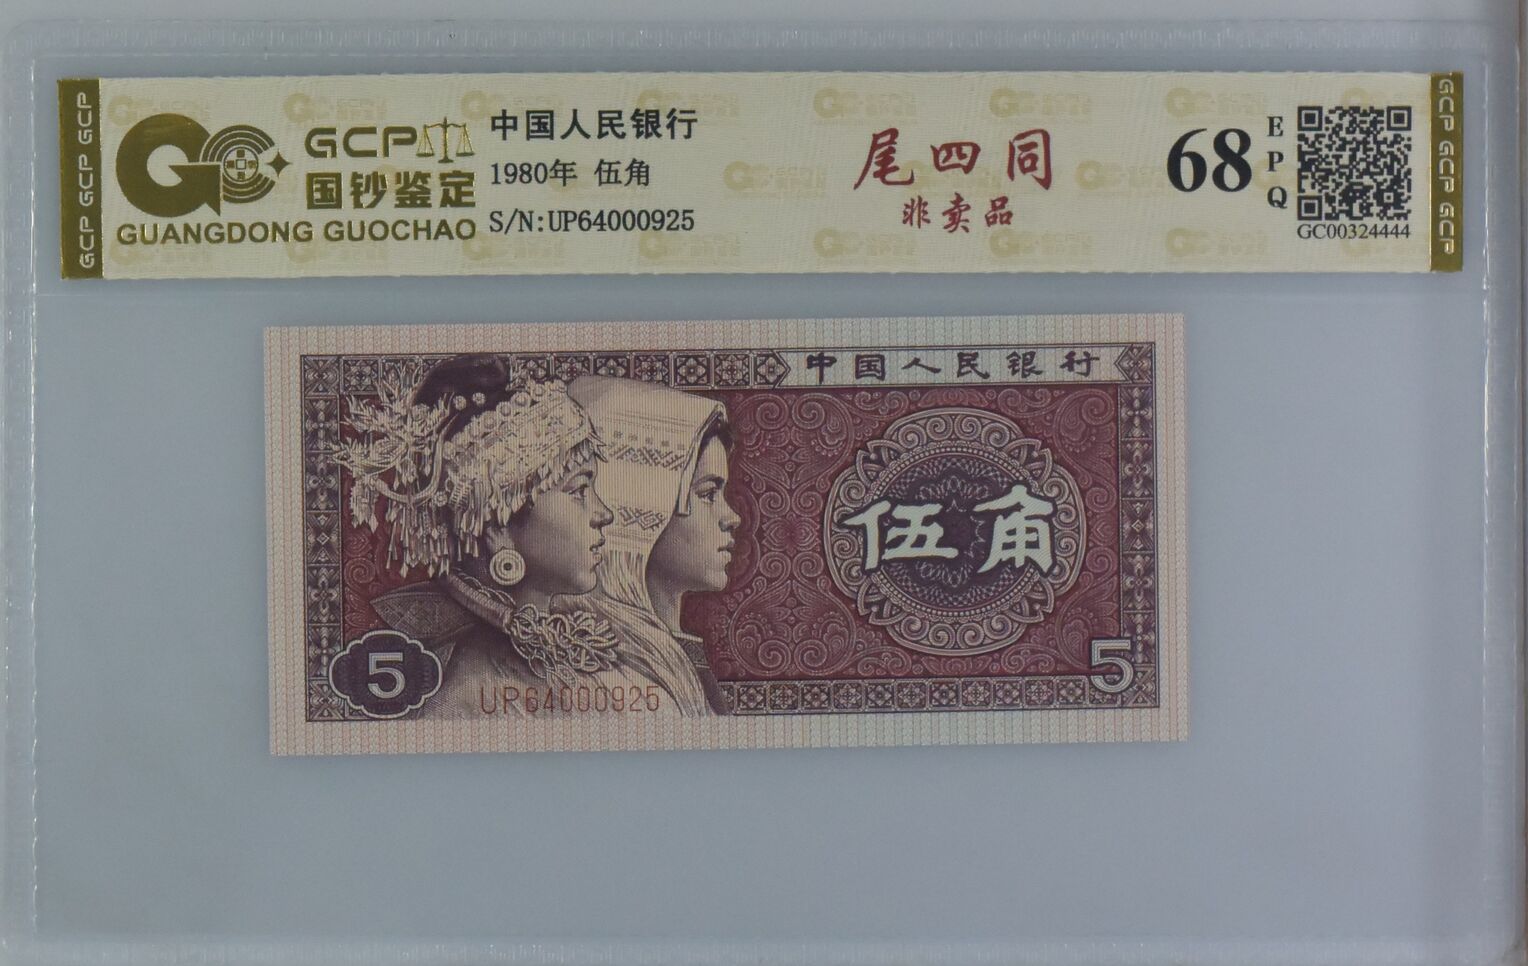 GCP GCP GCP
GCP
国钞鉴定
GUANGDONG GUOCHAO
中国人民银行
1980年 伍角
S/N:UP64000925
尾四同
非卖品
68
EPQ
GC00324444
GCP GCP GCP
中国人民银行
伍角
5
UP64000925
5